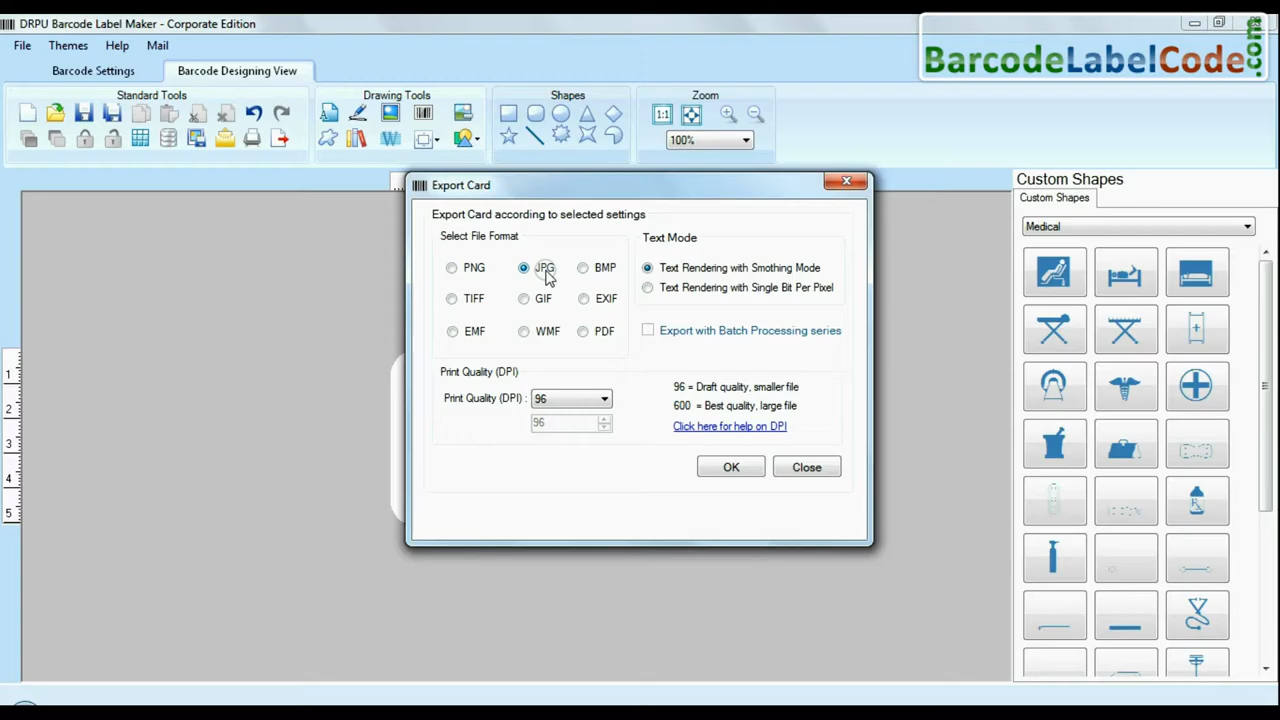 DRPU Barcode Label Maker - Corporate Edition
BarcodeLabelCode.com
File Themes Help Mail
Barcode Settings Barcode Designing View
Standard Tools Drawing Tools Shapes Zoom
1:1
100%
Custom Shapes
Custom Shapes
Medical
Export Card
Export Card according to selected settings
Select File Format
PNG JPG BMP
TIFF GIF EXIF
EMF WMF PDF
Text Mode
Text Rendering with Smothing Mode
Text Rendering with Single Bit Per Pixel
Export with Batch Processing series
Print Quality (DPI)
Print Quality (DPI) : 96
96
96 = Draft quality, smaller file
600 = Best quality, large file
Click here for help on DPI
OK Close
1
2
3
4
5